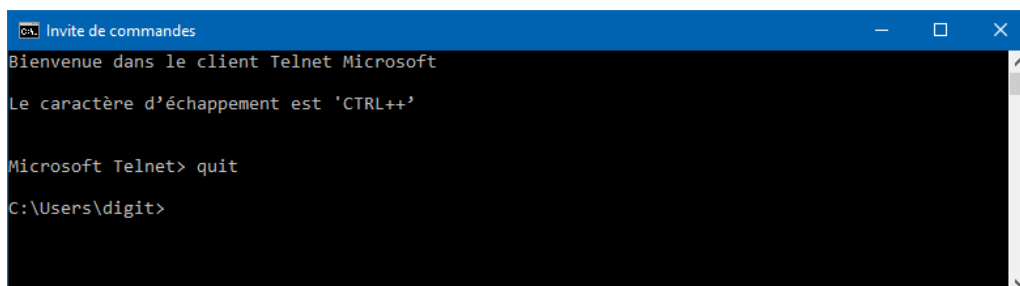 Invite de commandes
Bienvenue dans le client Telnet Microsoft
Le caractère d’échappement est 'CTRL++’
Microsoft Telnet> quit
C:\Users\digit>